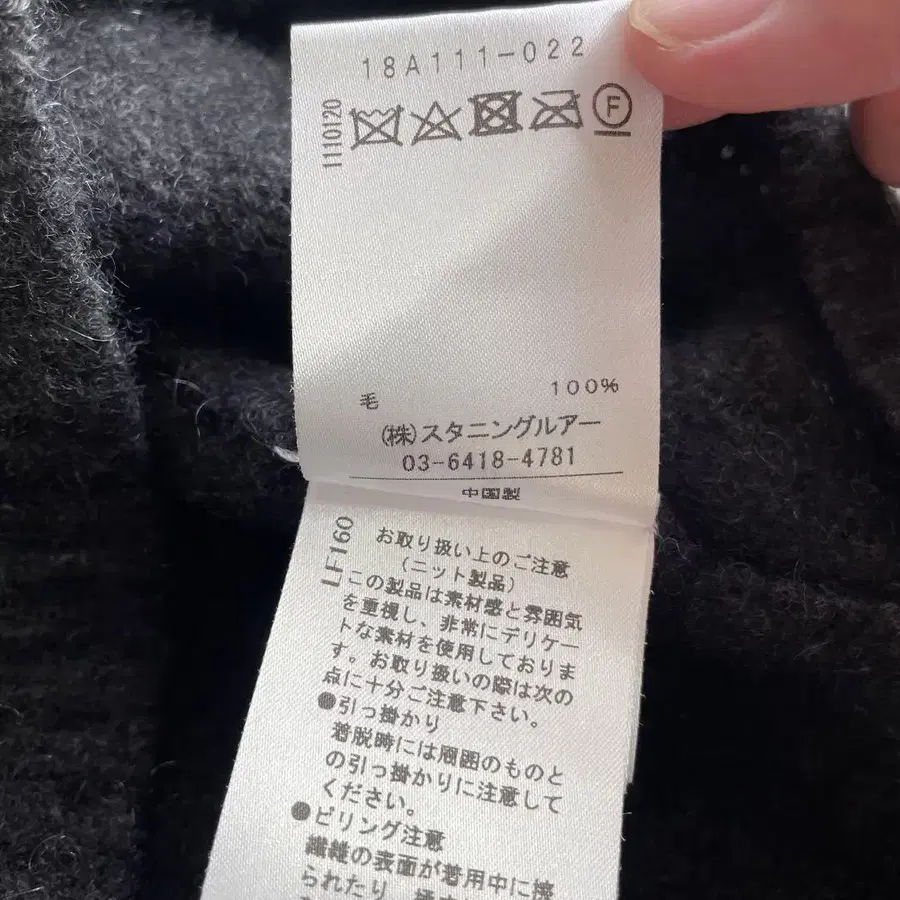 18A111-022
1110120
F
毛 100%
(株)スタニングルアー
03-6418-4781
中国製
LF160
お取り扱い上のご注意
(ニット製品)
この製品は素材感と雰囲気
を重視し、非常にデリケー
トな素材を使用しておりま
す。お取り扱いの際は次の
点に十分ご注意下さい。
●引っ掛かり
着脱時には周囲のものと
の引っ掛かりに注意して
ください。
●ピリング注意
繊維の表面が着用中に擦
られたり